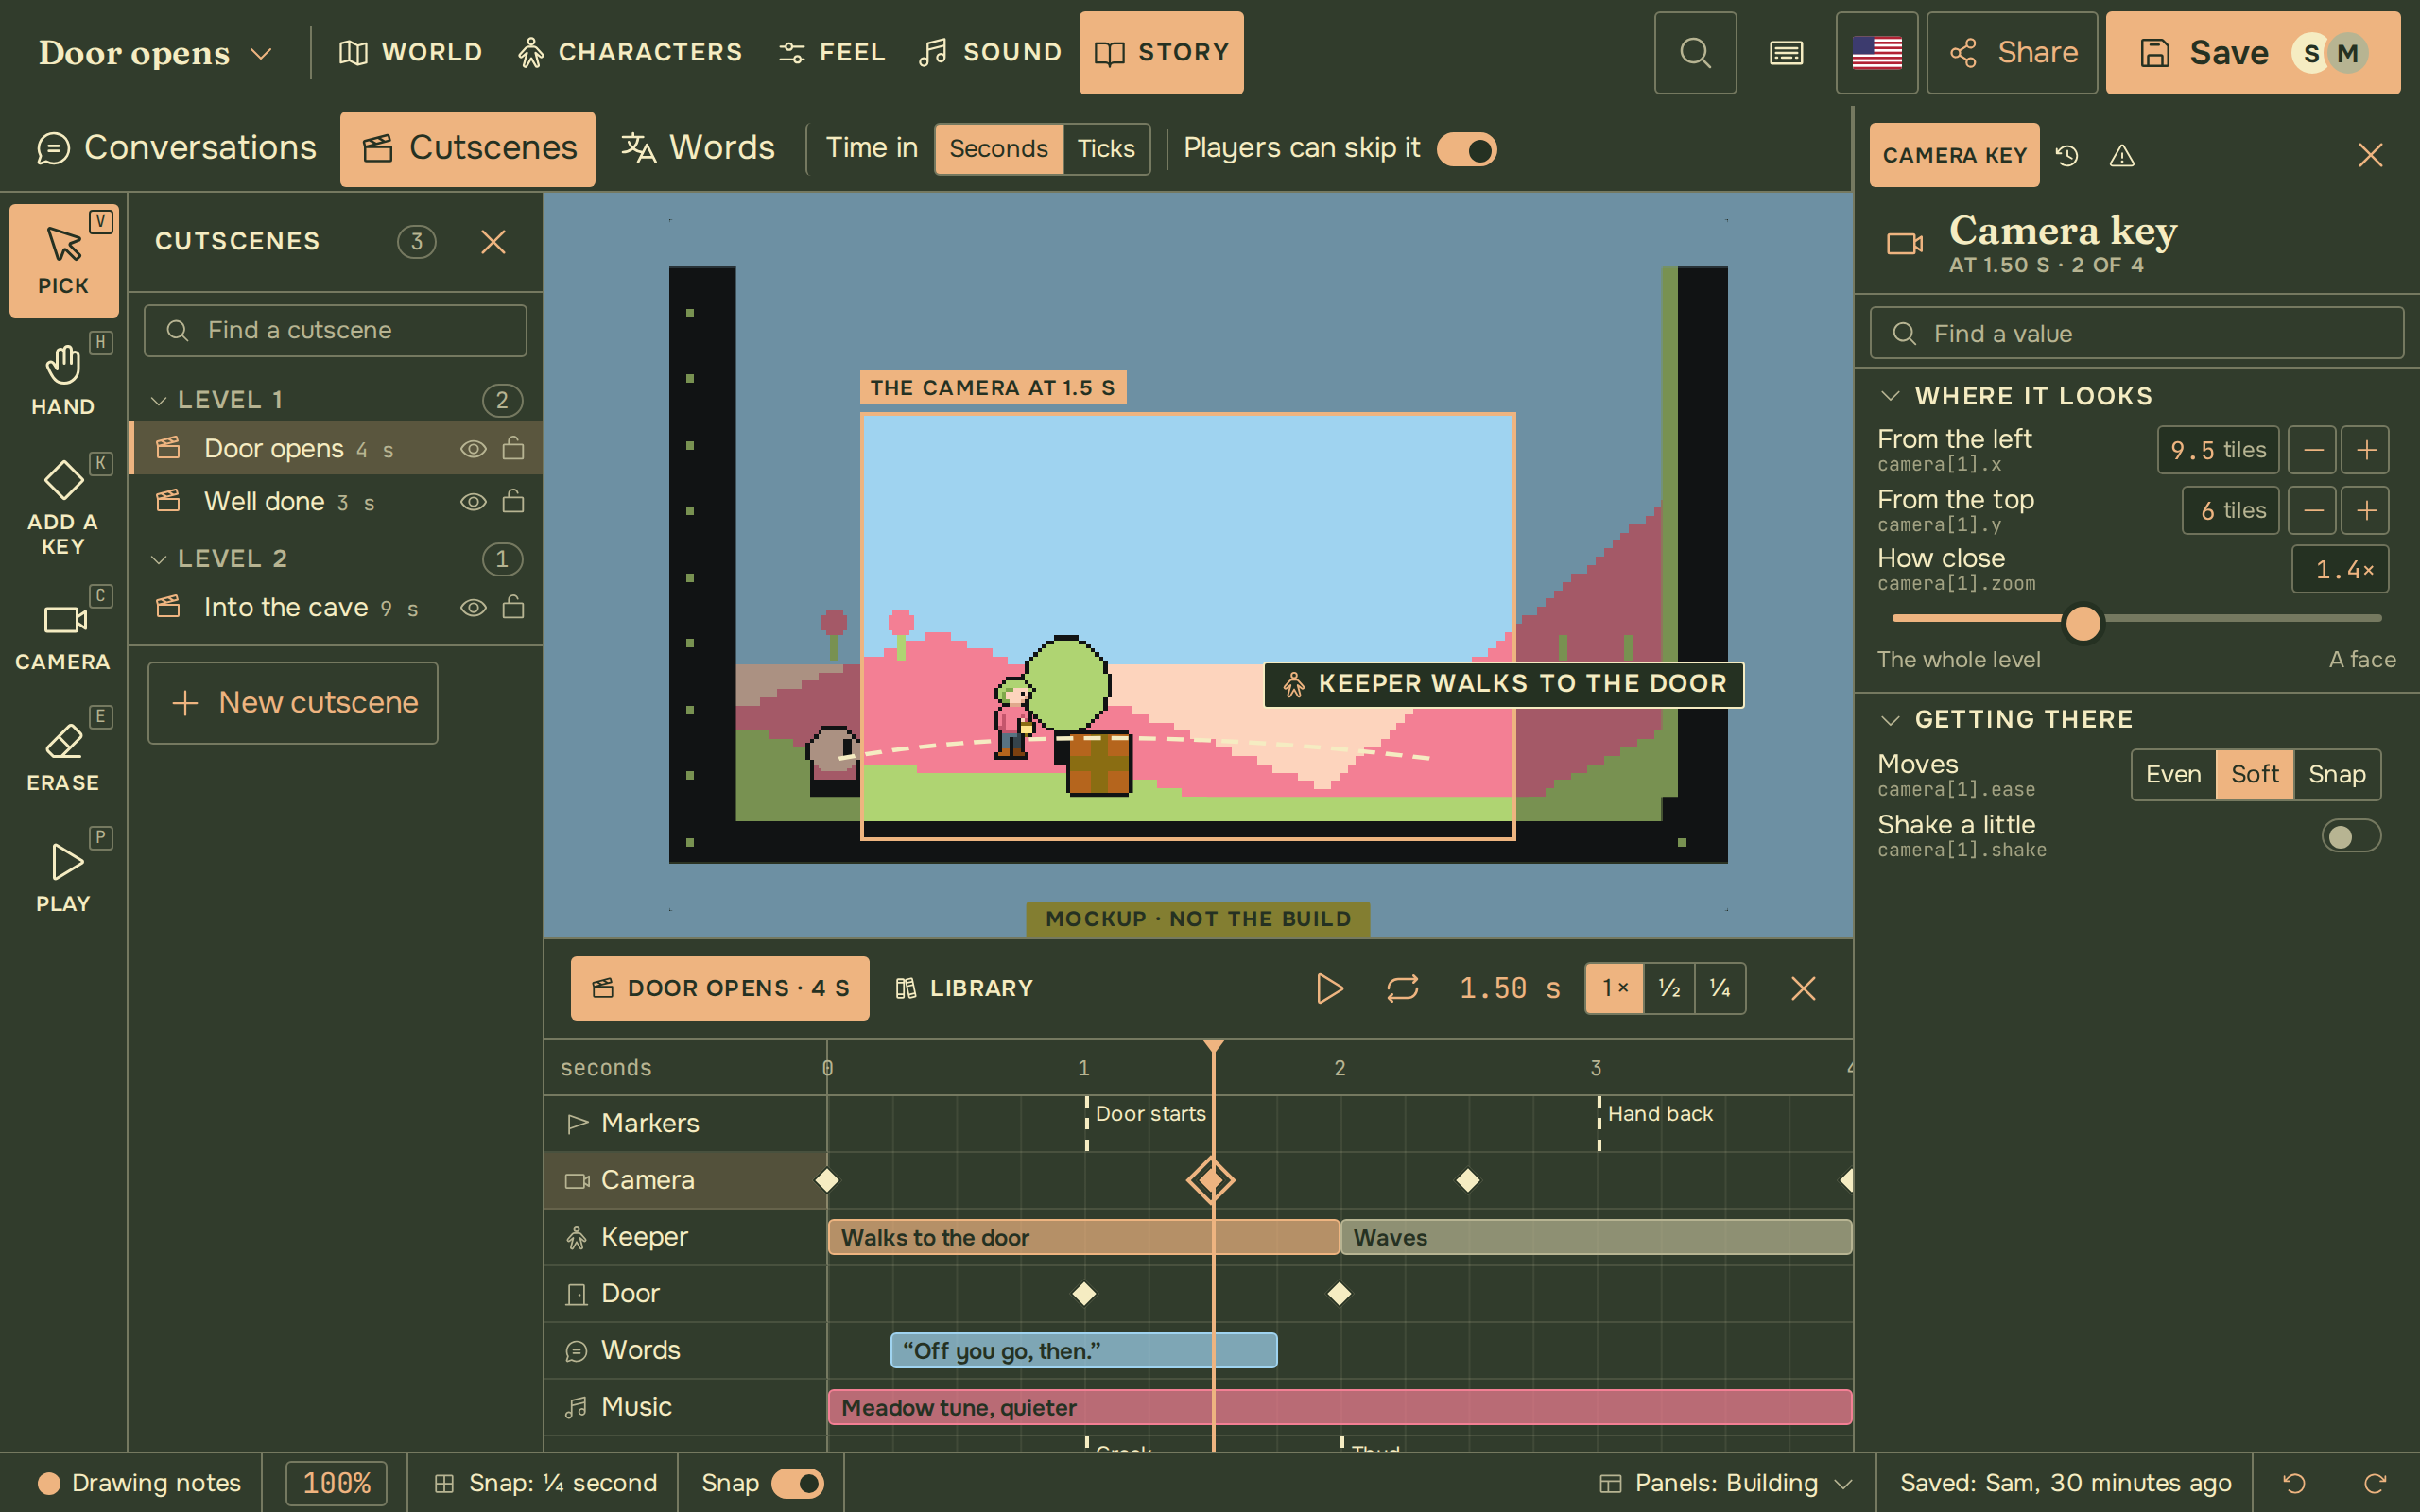 Door opens
WORLD
CHARACTERS
FEEL
SOUND
STORY
Share
Save
S
M
Conversations
Cutscenes
Words
Time in
Seconds
Ticks
Players can skip it
CAMERA KEY
V
PICK
H
HAND
K
ADD A
KEY
C
CAMERA
E
ERASE
P
PLAY
CUTSCENES
3
Find a cutscene
LEVEL 1
2
Door opens 4 s
Well done 3 s
LEVEL 2
1
Into the cave 9 s
New cutscene
THE CAMERA AT 1.5 S
KEEPER WALKS TO THE DOOR
MOCKUP · NOT THE BUILD
Camera key
AT 1.50 S · 2 OF 4
Find a value
WHERE IT LOOKS
From the left
camera[1].x
9.5 tiles
From the top
camera[1].y
6 tiles
How close
camera[1].zoom
1.4×
The whole level
A face
GETTING THERE
Moves
camera[1].ease
Even
Soft
Snap
Shake a little
camera[1].shake
DOOR OPENS · 4 S
LIBRARY
1.50 s
1×
½
¼
seconds
0
1
2
3
4
Markers
Door starts
Hand back
Camera
Keeper
Walks to the door
Waves
Door
Words
“Off you go, then.”
Music
Meadow tune, quieter
Creak
Thud
Drawing notes
100%
Snap: ¼ second
Snap
Panels: Building
Saved: Sam, 30 minutes ago